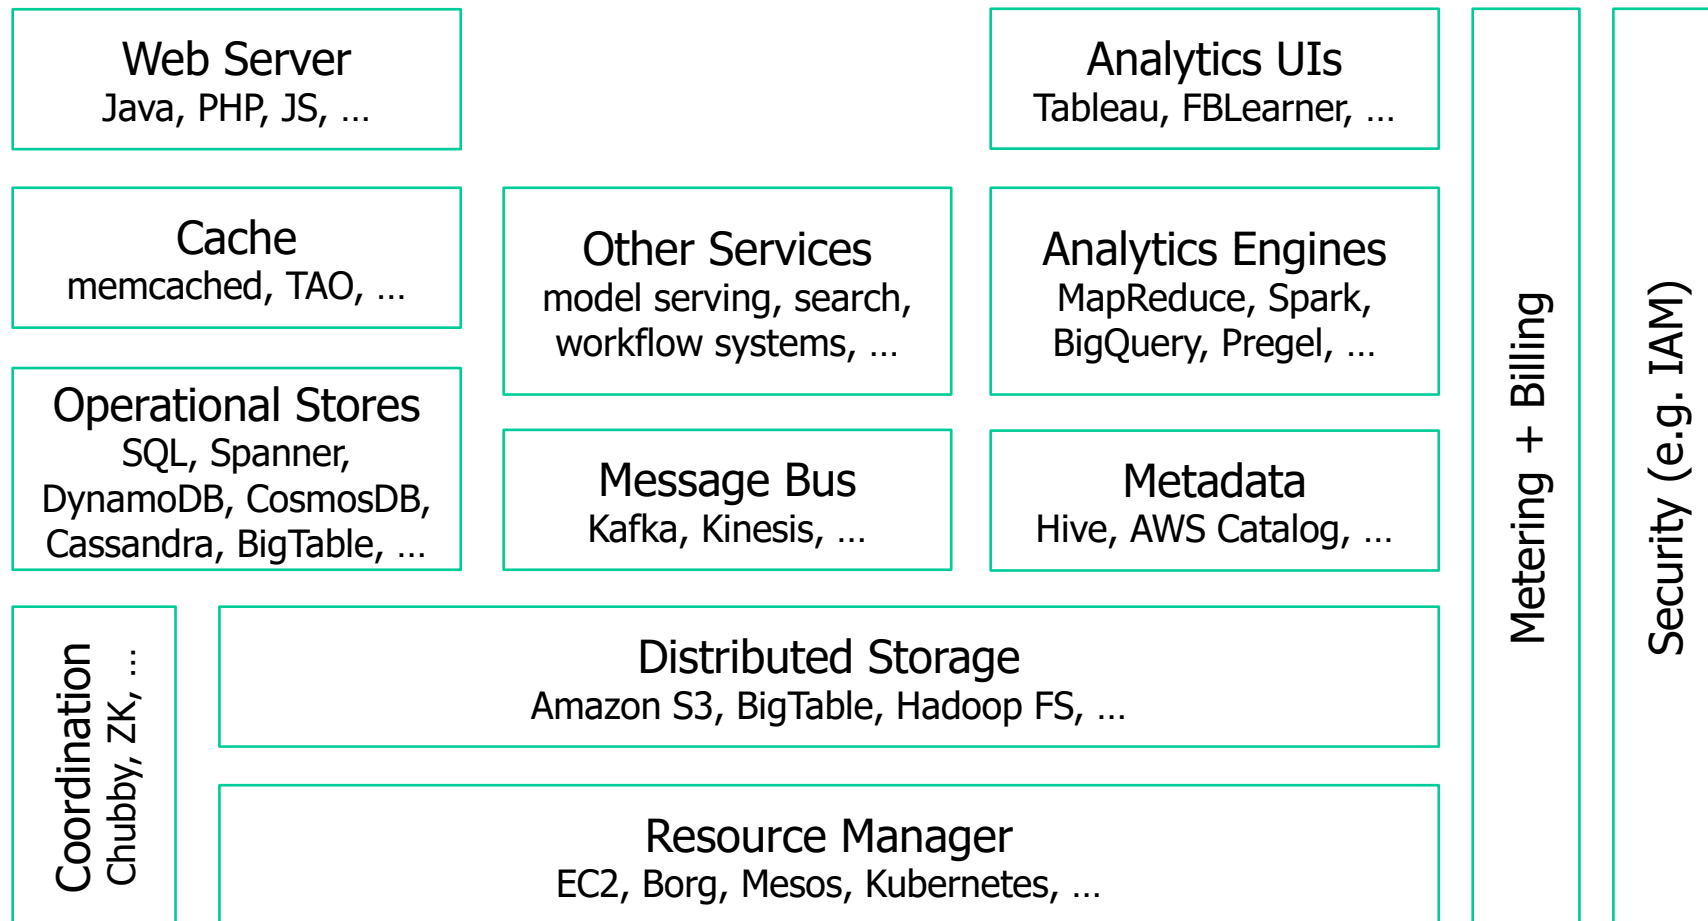 Web Server
Java, PHP, JS, …
Analytics UIs
Tableau, FBLearner, …
Cache
memcached, TAO, …
Other Services
model serving, search,
workflow systems, …
Analytics Engines
MapReduce, Spark,
BigQuery, Pregel, …
Operational Stores
SQL, Spanner,
DynamoDB, CosmosDB,
Cassandra, BigTable, …
Message Bus
Kafka, Kinesis, …
Metadata
Hive, AWS Catalog, …
Coordination
Chubby, ZK, …
Distributed Storage
Amazon S3, BigTable, Hadoop FS, …
Resource Manager
EC2, Borg, Mesos, Kubernetes, …
Metering + Billing
Security (e.g. IAM)